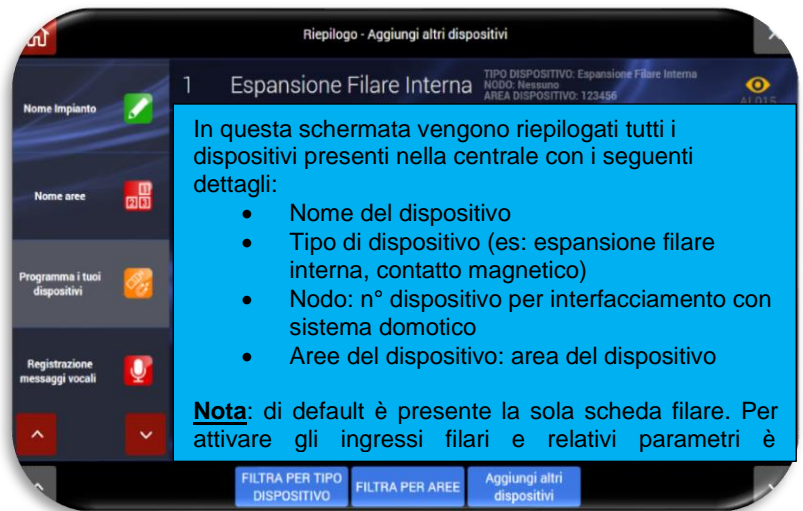 Riepilogo - Aggiungi altri dispositivi
Nome Impianto
Nome aree
Programma i tuoi
dispositivi
Registrazione
messaggi vocali
1 Espansione Filare Interna
TIPO DISPOSITIVO: Espansione Filare Interna
NODO: Nessuno
AREA DISPOSITIVO: 123456
In questa schermata vengono riepilogati tutti i
dispositivi presenti nella centrale con i seguenti
dettagli:
• Nome del dispositivo
• Tipo di dispositivo (es: espansione filare
interna, contatto magnetico)
• Nodo: n° dispositivo per interfacciamento con
sistema domotico
• Aree del dispositivo: area del dispositivo
Nota: di default è presente la sola scheda filare. Per
attivare gli ingressi filari e relativi parametri è
FILTRA PER TIPO
DISPOSITIVO
FILTRA PER AREE
Aggiungi altri
dispositivi